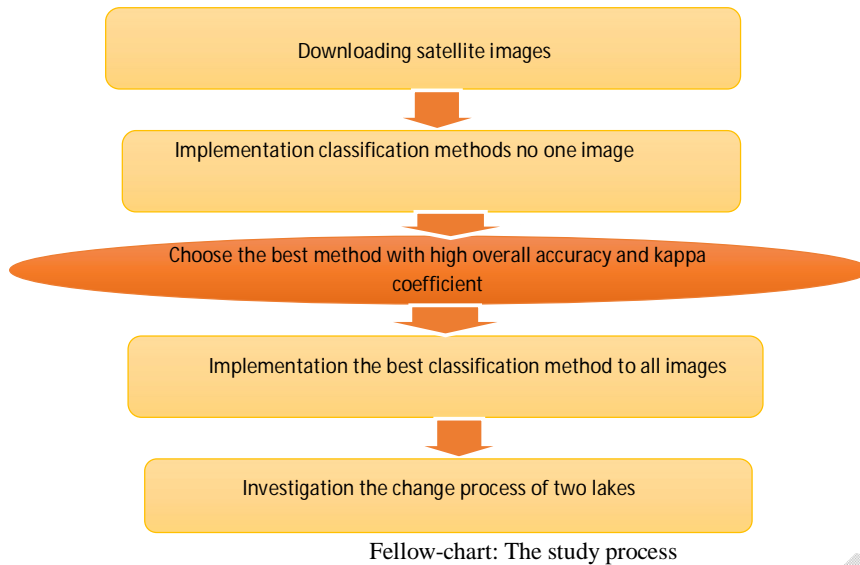 Downloading satellite images
Implementation classification methods no one image
Choose the best method with high overall accuracy and kappa
coefficient
Implementation the best classification method to all images
Investigation the change process of two lakes
Fellow-chart: The study process